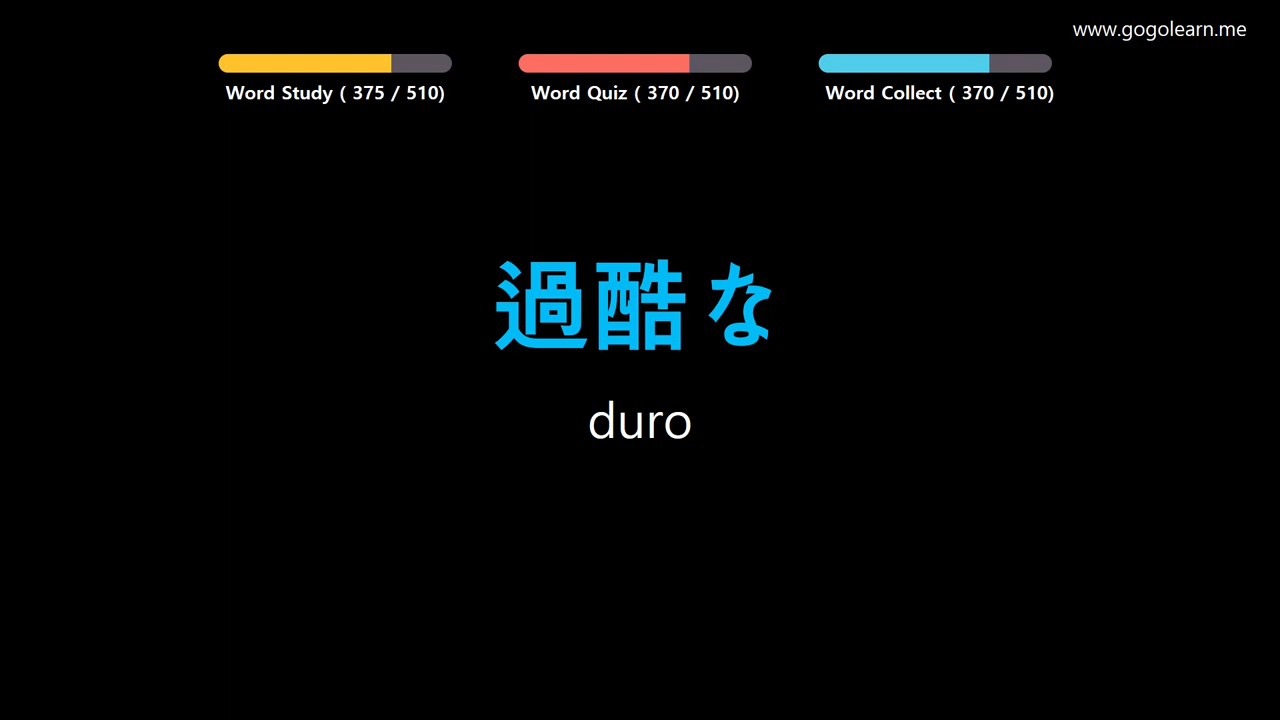 www.gogolearn.me
Word Study ( 375 / 510)
Word Quiz ( 370 / 510)
Word Collect ( 370 / 510)
過酷な
duro